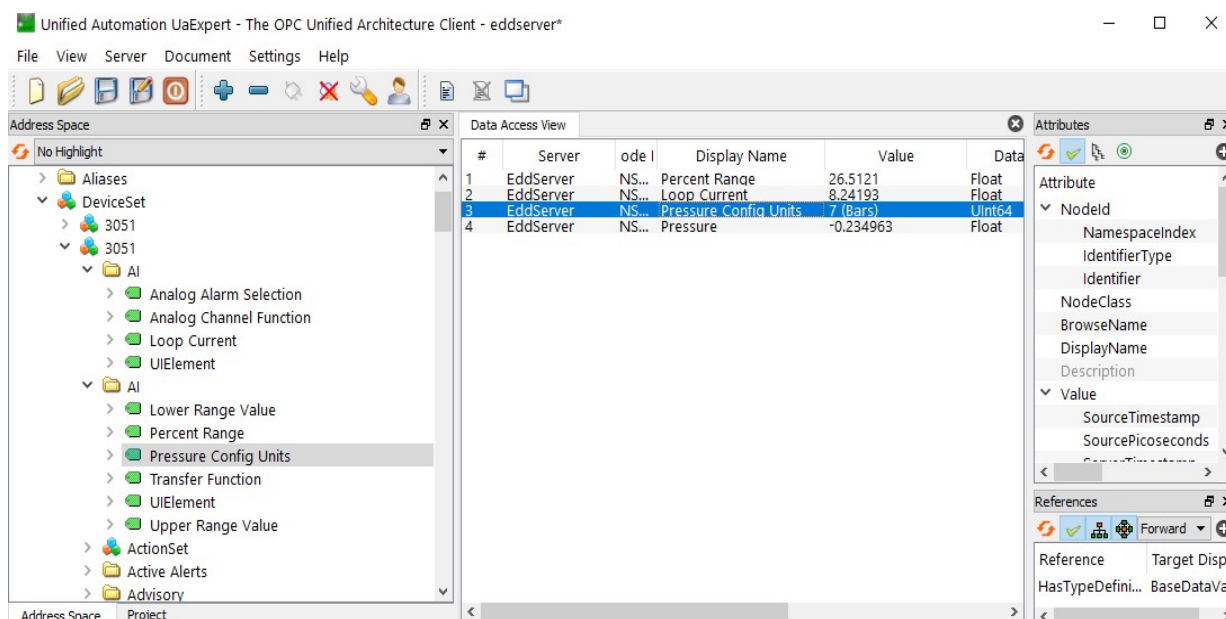 Unified Automation UaExpert - The OPC Unified Architecture Client - eddserver*
File View Server Document Settings Help
Address Space
No Highlight
Aliases
DeviceSet
3051
3051
AI
Analog Alarm Selection
Analog Channel Function
Loop Current
UIElement
AI
Lower Range Value
Percent Range
Pressure Config Units
Transfer Function
UIElement
Upper Range Value
ActionSet
Active Alerts
Advisory
Address Space Project
Data Access View
# Server ode I Display Name Value Data
1 EddServer NS... Percent Range 26.5121 Float
2 EddServer NS... Loop Current 8.24193 Float
3 EddServer NS... Pressure Config Units 7 (Bars) UInt64
4 EddServer NS... Pressure -0.234963 Float
Attributes
Attribute
NodeId
NamespaceIndex
IdentifierType
Identifier
NodeClass
BrowseName
DisplayName
Description
Value
SourceTimestamp
SourcePicoseconds
References
Forward
Reference Target Disp
HasTypeDefini... BaseDataVa